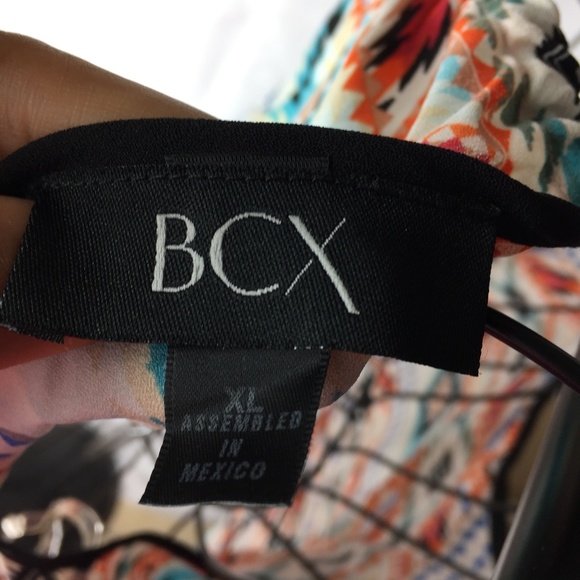 BCX
XL
ASSEMBLED
IN
MEXICO